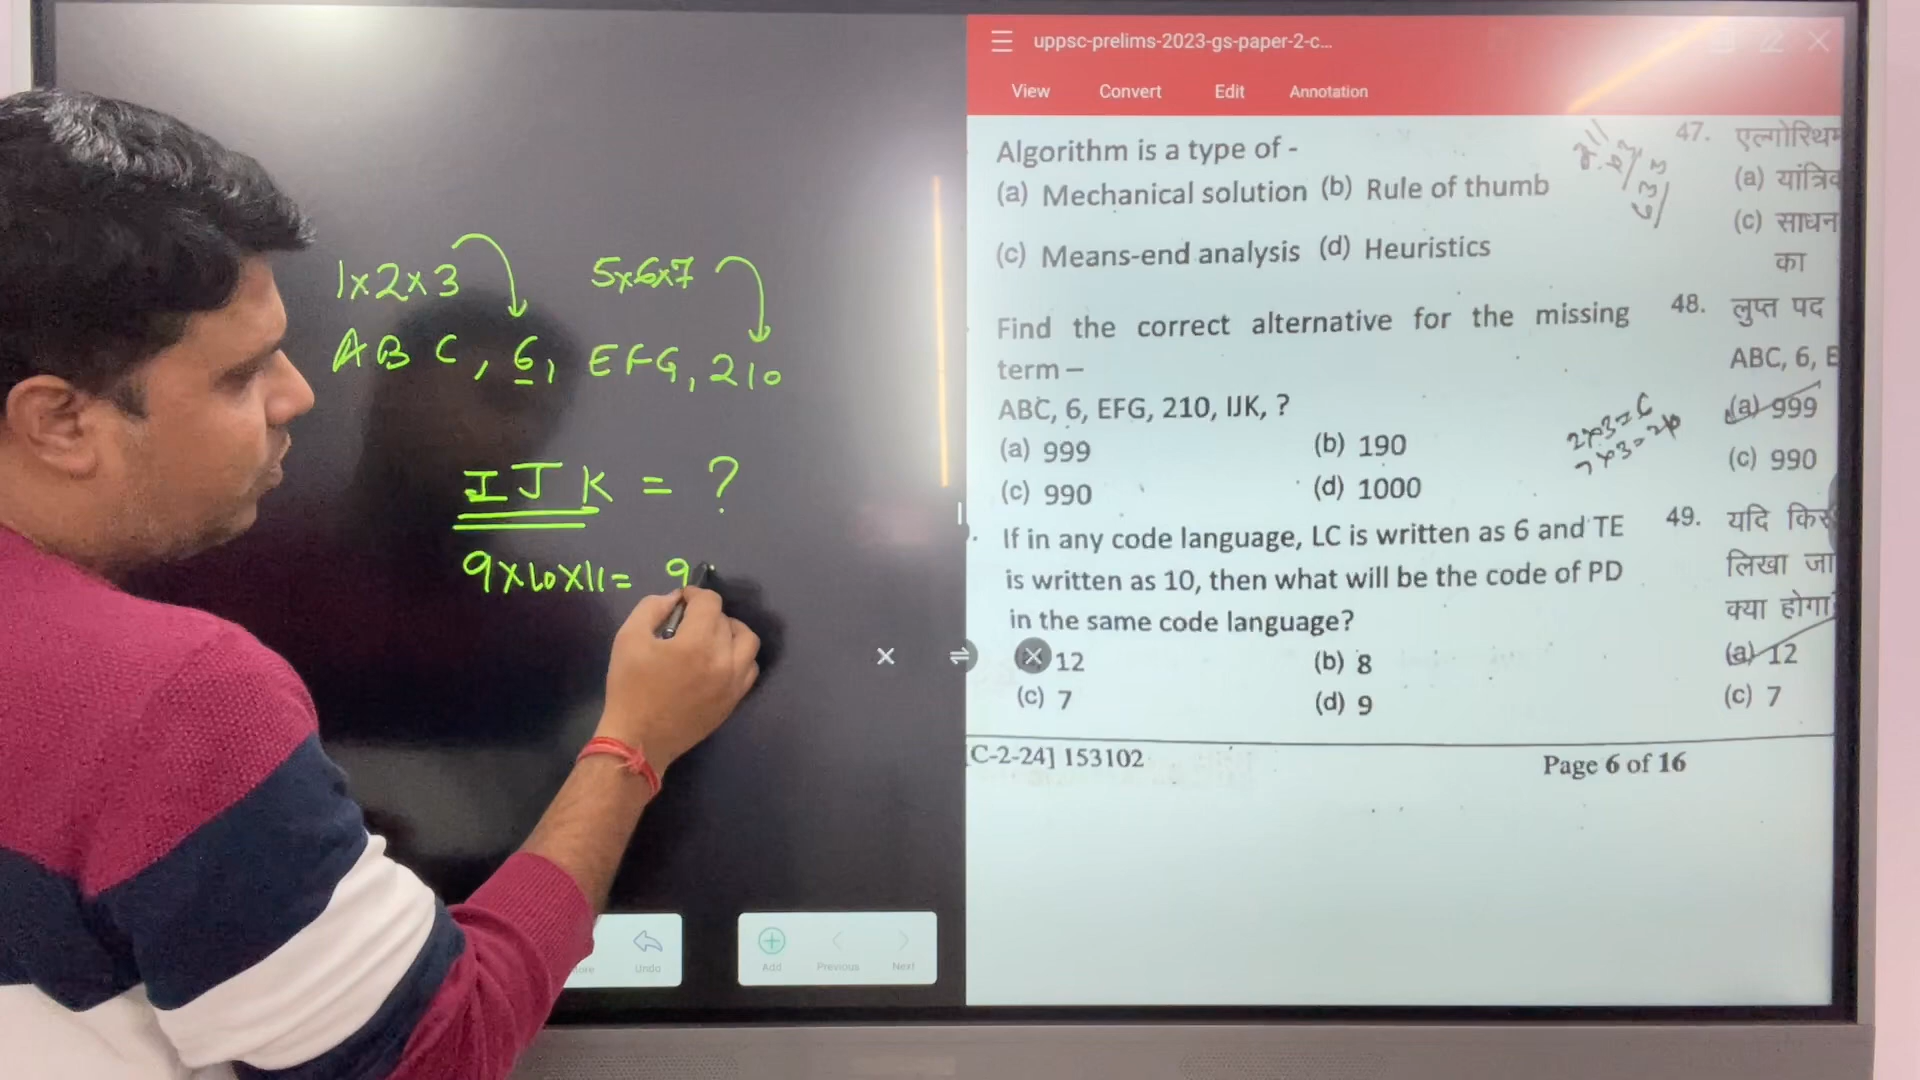 1x2x3 5x6x7
ABC, 6, EFG, 210
IJK = ?
9x10x11= 9
More Undo
Add Previous Next
uppsc-prelims-2023-gs-paper-2-c...
View Convert Edit Annotation
Algorithm is a type of -
(a) Mechanical solution (b) Rule of thumb
(c) Means-end analysis (d) Heuristics
Find the correct alternative for the missing
term –
ABC, 6, EFG, 210, IJK, ?
(a) 999 (b) 190
(c) 990 (d) 1000
If in any code language, LC is written as 6 and TE
is written as 10, then what will be the code of PD
in the same code language?
12 (b) 8
(c) 7 (d) 9
[C-2-24] 153102 Page 6 of 16
47.
(a)
(c) साधन
का
48. लुप्त पद
ABC, 6, E
(a) 999
(c) 990
49. यदि
लिखा जा
क्या होगा
(a) 12
(c) 7